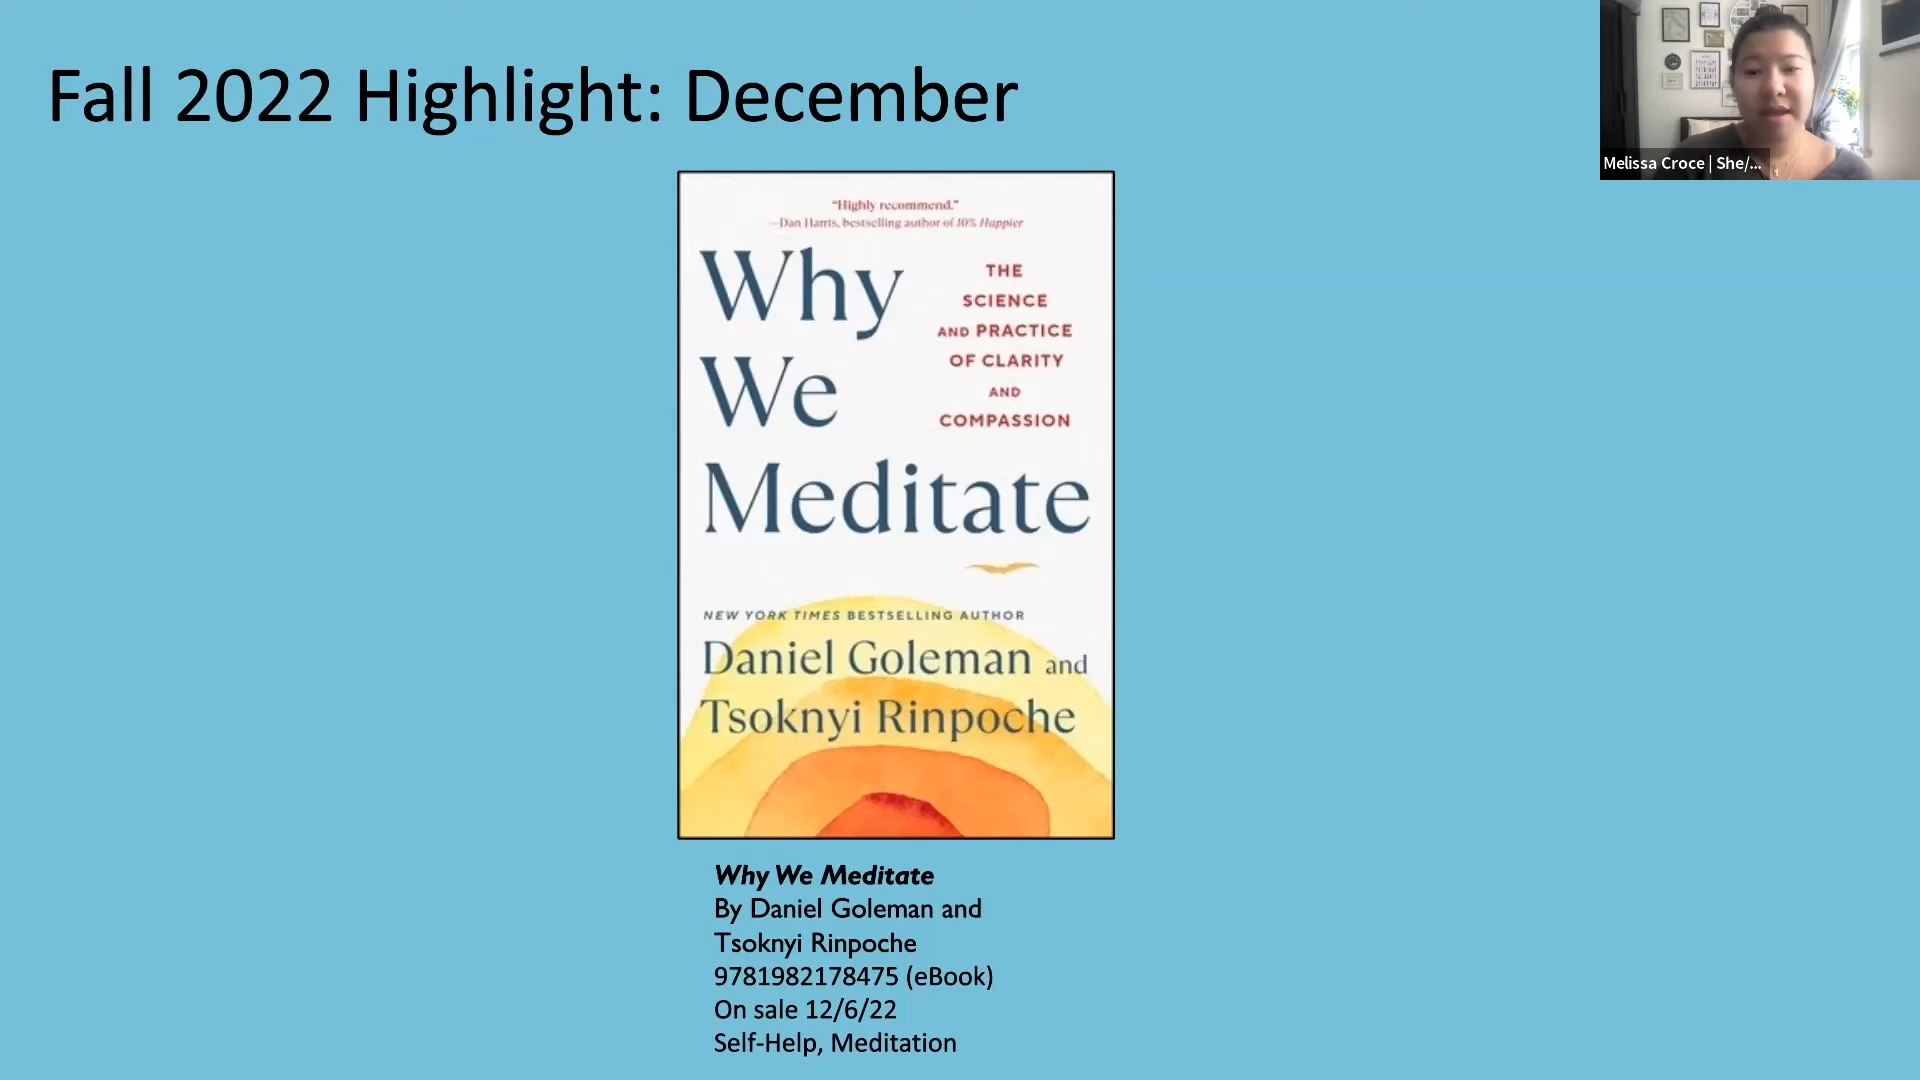 Fall 2022 Highlight: December
Melissa Croce | She/...
“Highly recommend.”
—Dan Harris, bestselling author of 10% Happier
Why
We
Meditate
THE
SCIENCE
AND PRACTICE
OF CLARITY
AND
COMPASSION
NEW YORK TIMES BESTSELLING AUTHOR
Daniel Goleman and
Tsoknyi Rinpoche
Why We Meditate
By Daniel Goleman and
Tsoknyi Rinpoche
9781982178475 (eBook)
On sale 12/6/22
Self-Help, Meditation